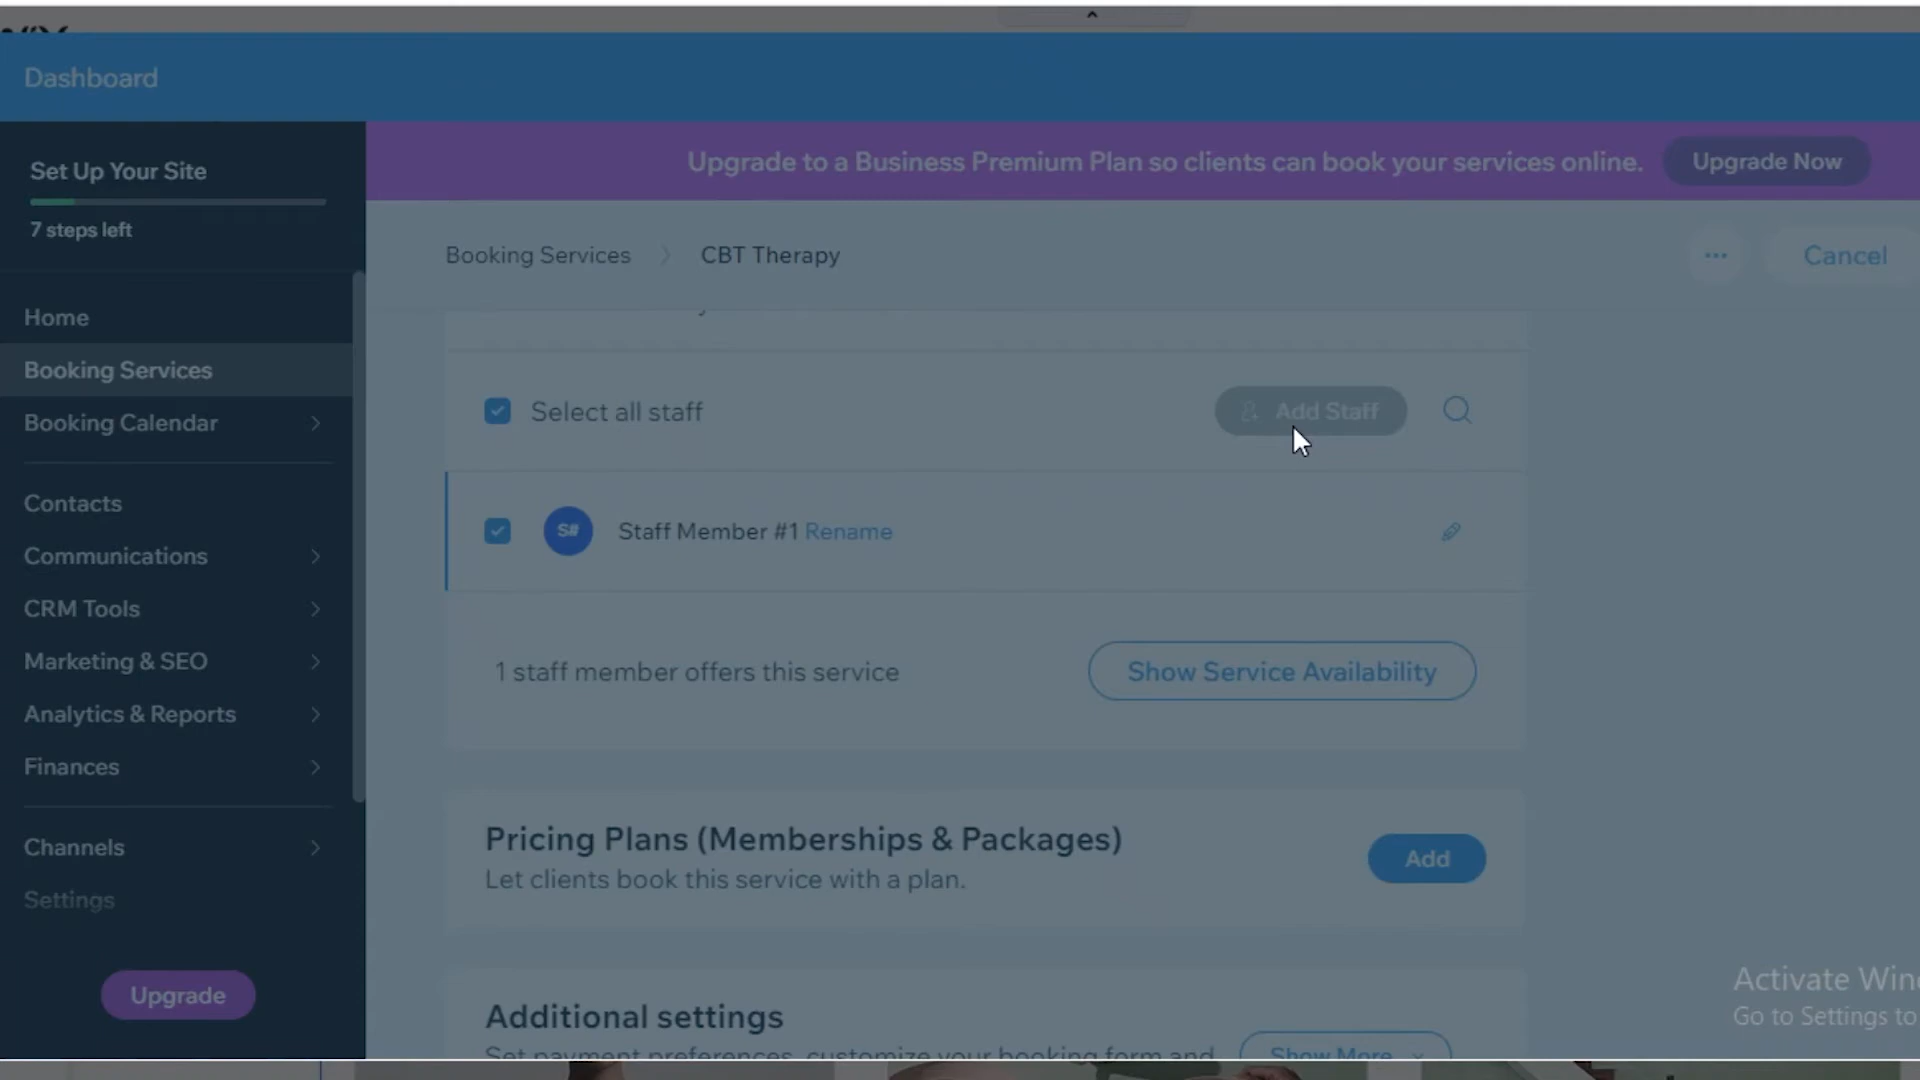 Dashboard
Set Up Your Site
7 steps left
Home
Booking Services
Booking Calendar
Contacts
Communications
CRM Tools
Marketing & SEO
Analytics & Reports
Finances
Channels
Settings
Upgrade
Upgrade to a Business Premium Plan so clients can book your services online. Upgrade Now
Booking Services CBT Therapy ... Cancel
Select all staff Add Staff
S# Staff Member #1 Rename
1 staff member offers this service Show Service Availability
Pricing Plans (Memberships & Packages)
Let clients book this service with a plan.
Add
Additional settings
Set payment preferences, customize your booking form and
Show More
Activate Win
Go to Settings to